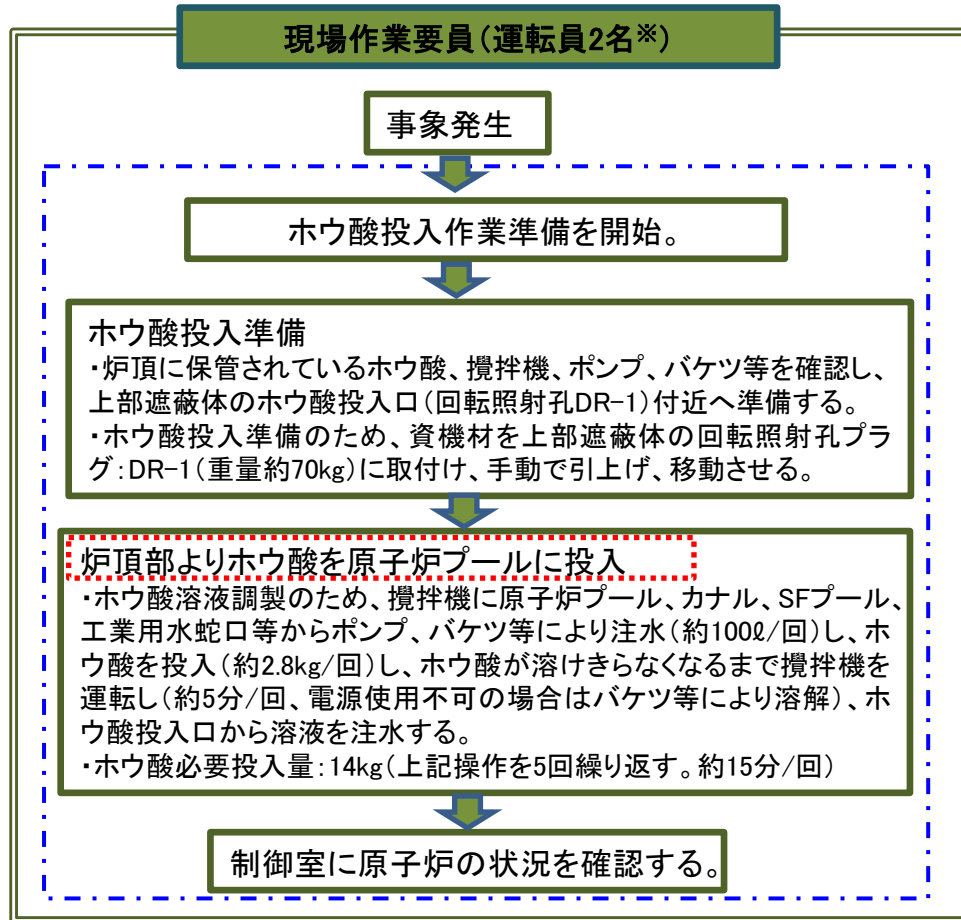 現場作業要員(運転員2名※)
事象発生
ホウ酸投入作業準備を開始。
ホウ酸投入準備
・炉頂に保管されているホウ酸、攪拌機、ポンプ、バケツ等を確認し、
上部遮蔽体のホウ酸投入口(回転照射孔DR-1)付近へ準備する。
・ホウ酸投入準備のため、資機材を上部遮蔽体の回転照射孔プラ
グ:DR-1(重量約70kg)に取付け、手動で引上げ、移動させる。
炉頂部よりホウ酸を原子炉プールに投入
・ホウ酸溶液調製のため、攪拌機に原子炉プール、カナル、SFプール、
工業用水蛇口等からポンプ、バケツ等により注水(約100ℓ/回)し、ホ
ウ酸を投入(約2.8kg/回)し、ホウ酸が溶けきらなくなるまで攪拌機を
運転し(約5分/回、電源使用不可の場合はバケツ等により溶解)、ホ
ウ酸投入口から溶液を注水する。
・ホウ酸必要投入量:14kg(上記操作を5回繰り返す。約15分/回)
制御室に原子炉の状況を確認する。